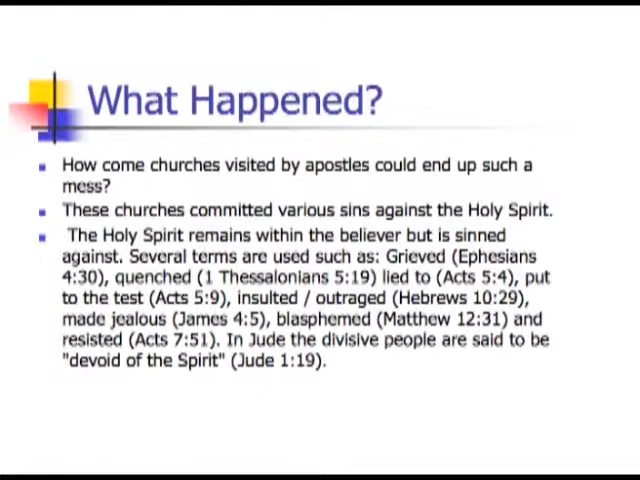 What Happened?
How come churches visited by apostles could end up such a
mess?
These churches committed various sins against the Holy Spirit.
The Holy Spirit remains within the believer but is sinned
against. Several terms are used such as: Grieved (Ephesians
4:30), quenched (1 Thessalonians 5:19) lied to (Acts 5:4), put
to the test (Acts 5:9), insulted / outraged (Hebrews 10:29),
made jealous (James 4:5), blasphemed (Matthew 12:31) and
resisted (Acts 7:51). In Jude the divisive people are said to be
"devoid of the Spirit" (Jude 1:19).